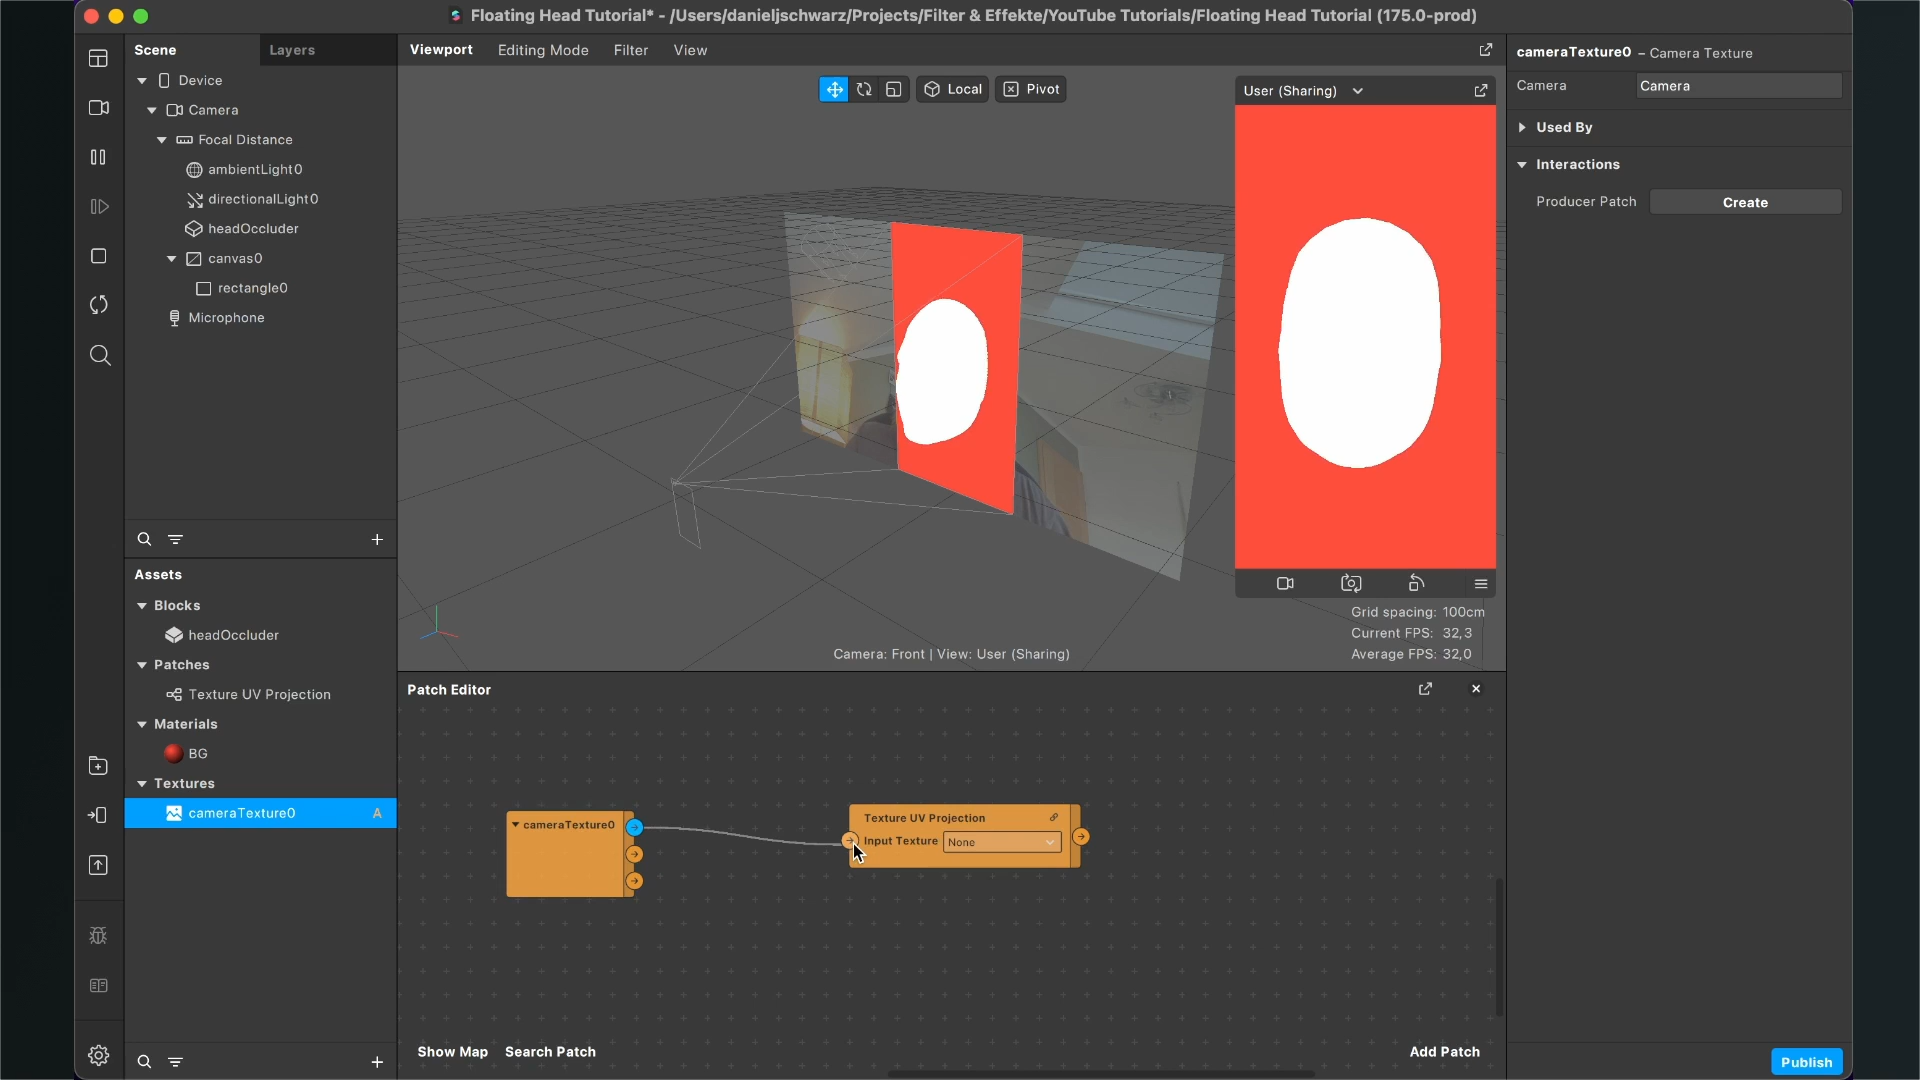 Floating Head Tutorial* - /Users/danieljschwarz/Projects/Filter & Effekte/YouTube Tutorials/Floating Head Tutorial (175.0-prod)
Scene
Layers
Device
Camera
Focal Distance
ambientLight0
directionalLight0
headOccluder
canvas0
rectangle0
Microphone
Assets
Blocks
headOccluder
Patches
Texture UV Projection
Materials
BG
Textures
cameraTexture0 A
Viewport Editing Mode Filter View
Local Pivot
User (Sharing)
Grid spacing: 100cm
Current FPS: 32,3
Average FPS: 32,0
Camera: Front | View: User (Sharing)
Patch Editor
cameraTexture0
Texture UV Projection
Input Texture None
Show Map Search Patch Add Patch
cameraTexture0 – Camera Texture
Camera Camera
Used By
Interactions
Producer Patch Create
Publish